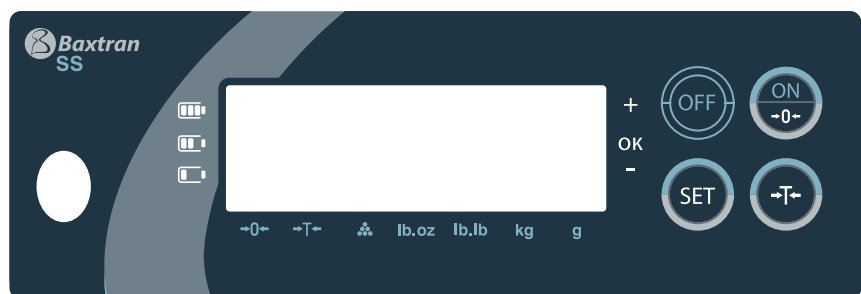 Baxtran
SS
+
OK
-
OFF
ON
→0←
SET
→T←
→0← →T← lb.oz lb.lb kg g